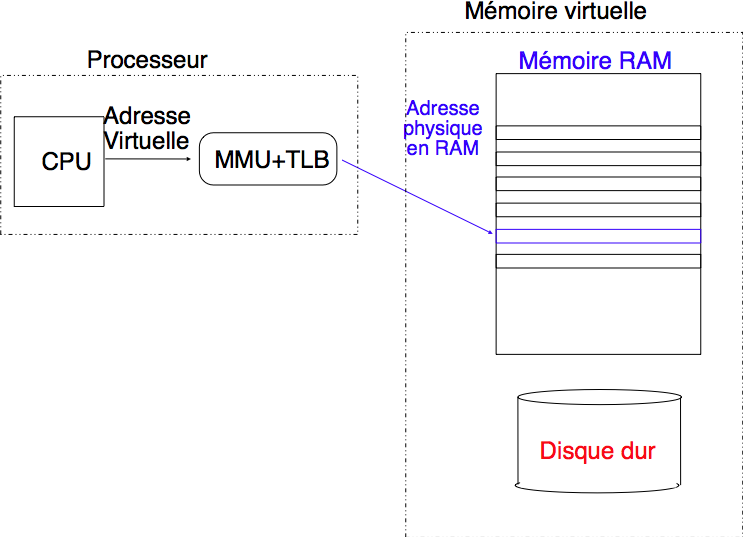 Mémoire virtuelle
Processeur
Mémoire RAM
Adresse
Virtuelle
Adresse
physique
en RAM
CPU
MMU+TLB
Disque dur